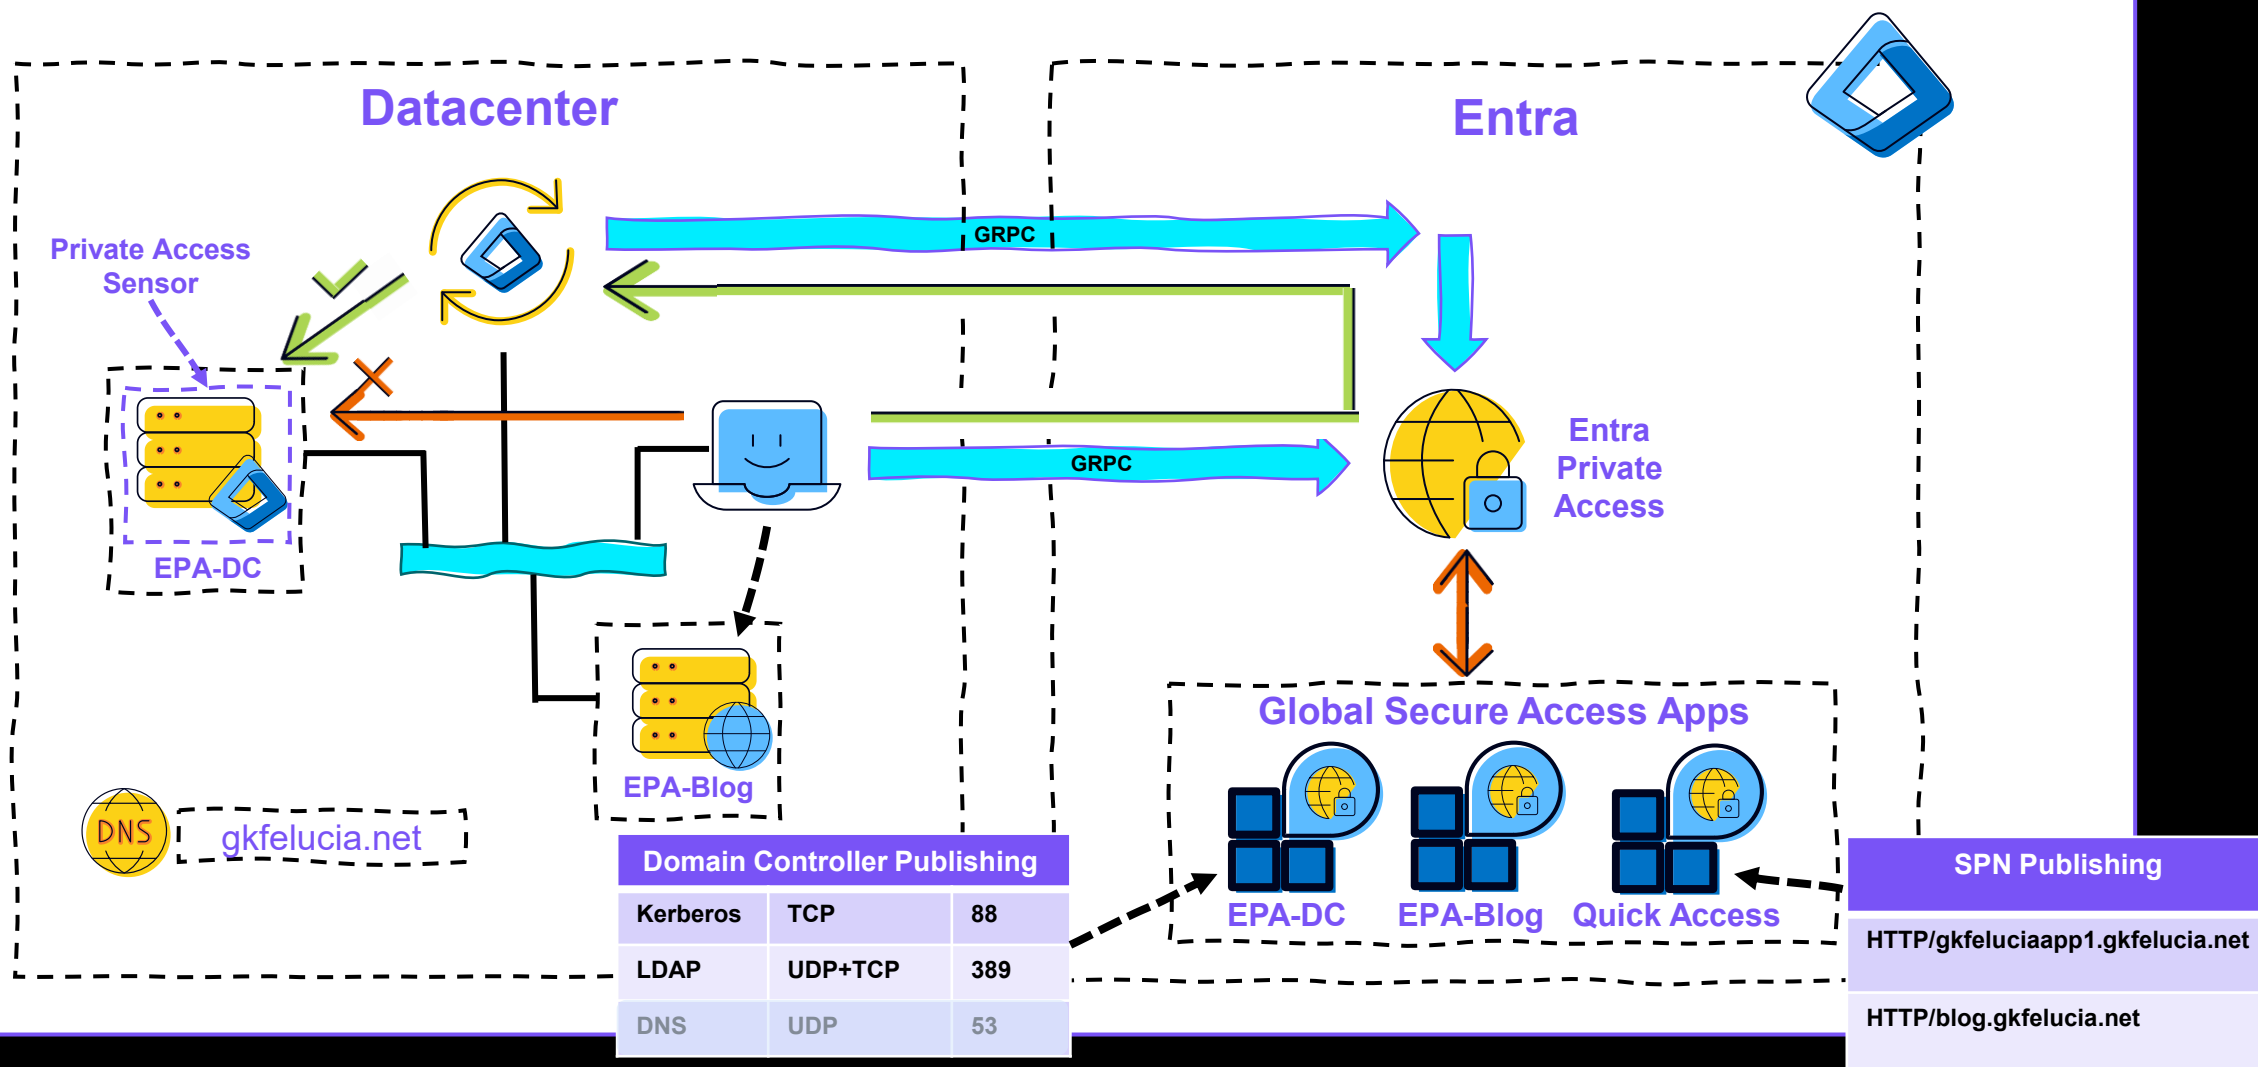 Datacenter
Entra
Private Access
Sensor
GRPC
GRPC
Entra
Private
Access
EPA-DC
EPA-Blog
DNS
gkfelucia.net
Global Secure Access Apps
EPA-DC
EPA-Blog
Quick Access
Domain Controller Publishing
Kerberos TCP 88
LDAP UDP+TCP 389
DNS UDP 53
SPN Publishing
HTTP/gkfeluciaapp1.gkfelucia.net
HTTP/blog.gkfelucia.net